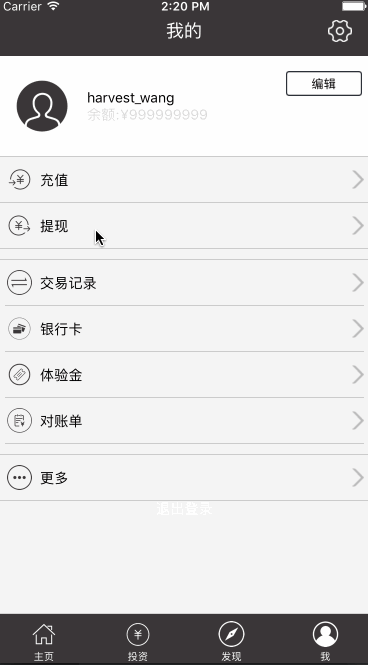 Carrier 2:20 PM
我的
编辑
harvest_wang
余额:¥999999999
充值
提现
交易记录
银行卡
体验金
对账单
更多
退出登录
主页 投资 发现 我